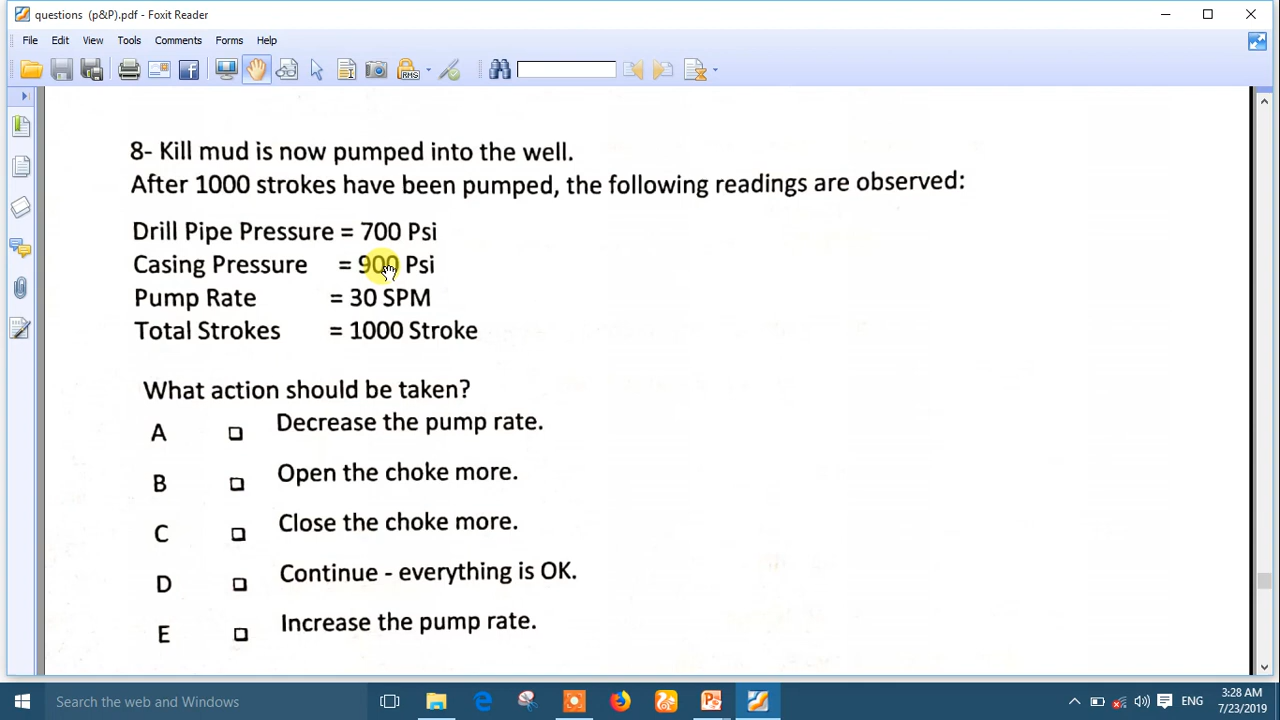 questions (p&P).pdf - Foxit Reader
File Edit View Tools Comments Forms Help
RHS
8- Kill mud is now pumped into the well.
After 1000 strokes have been pumped, the following readings are observed:
Drill Pipe Pressure = 700 Psi
Casing Pressure = 900 Psi
Pump Rate = 30 SPM
Total Strokes = 1000 Stroke
What action should be taken?
A Decrease the pump rate.
B Open the choke more.
C Close the choke more.
D Continue - everything is OK.
E Increase the pump rate.
Search the web and Windows
ENG
3:28 AM
7/23/2019